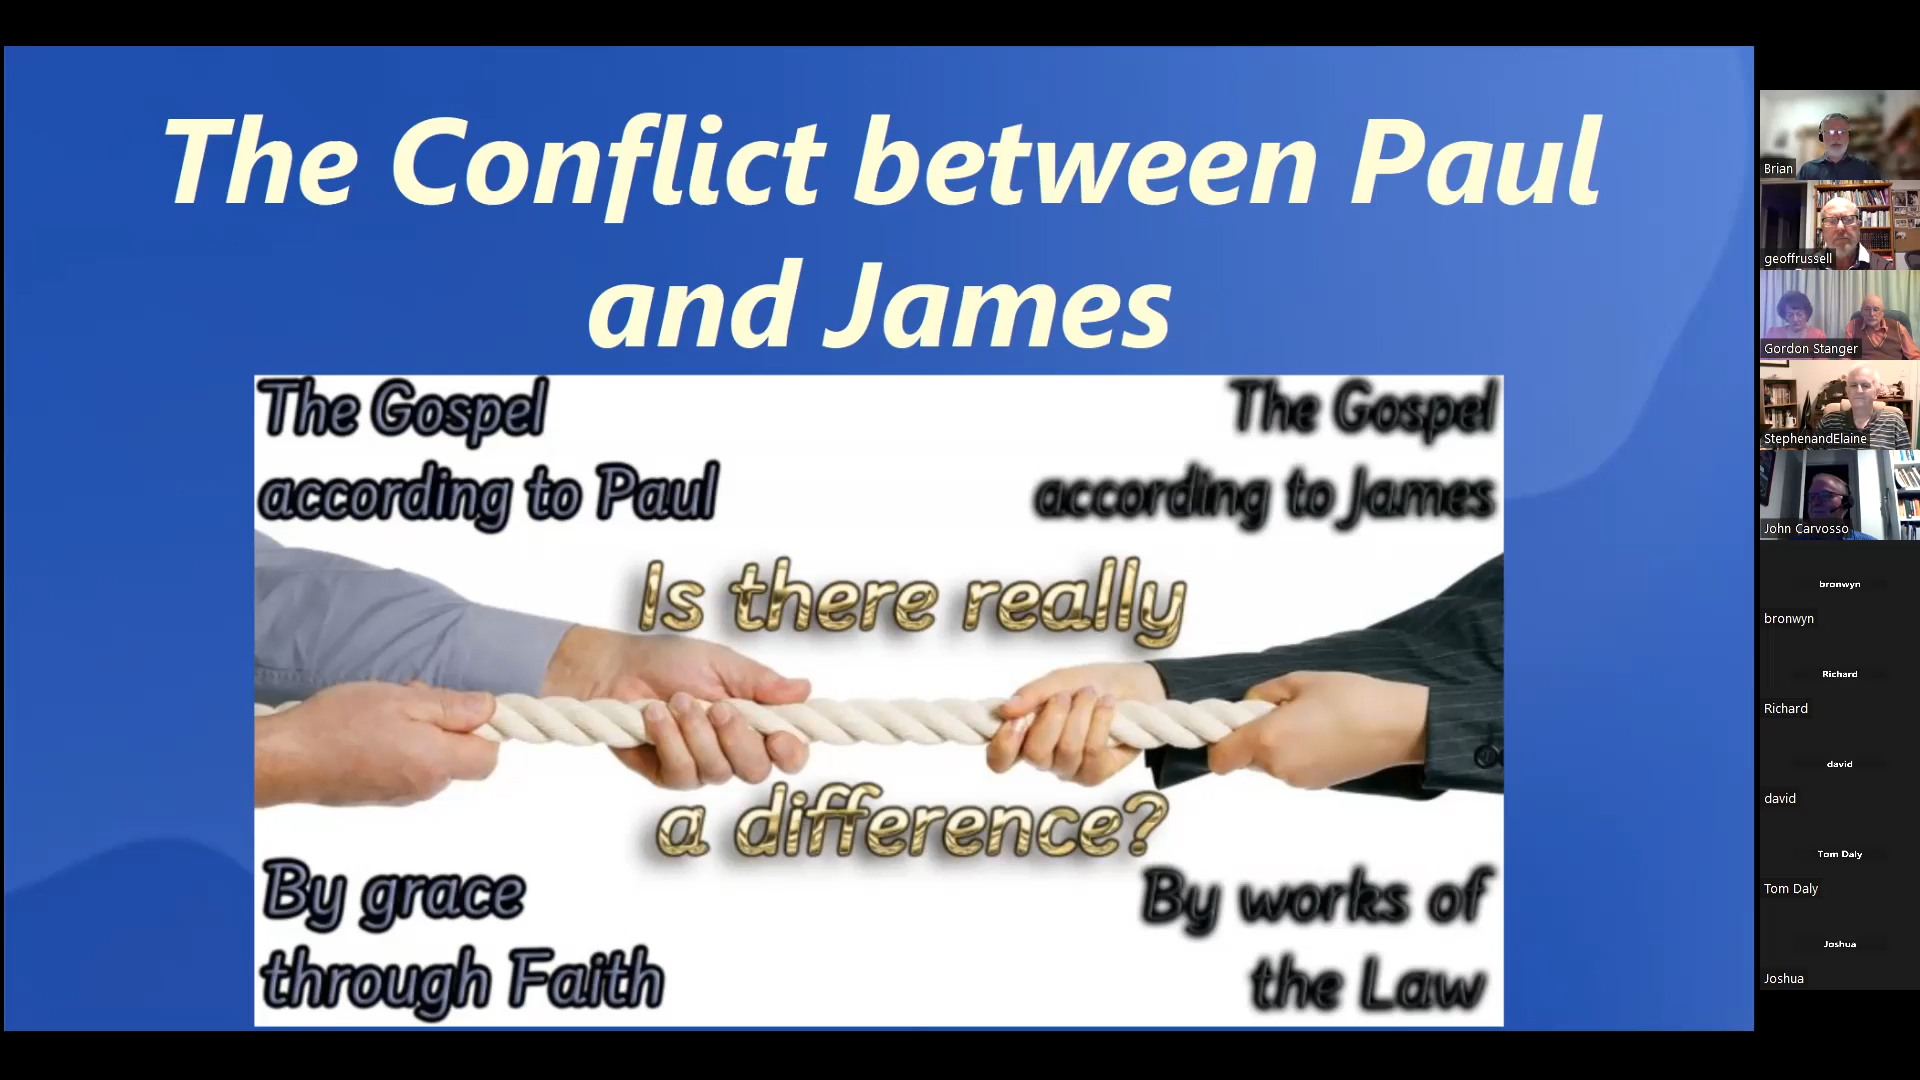 The Conflict between Paul
and James
The Gospel
according to Paul
The Gospel
according to James
Is there really
a difference?
By grace
through Faith
By works of
the Law
Brian
geoffrussell
Gordon Stanger
StephenandElaine
John Carvosso
bronwyn
bronwyn
Richard
Richard
david
david
Tom Daly
Tom Daly
Joshua
Joshua